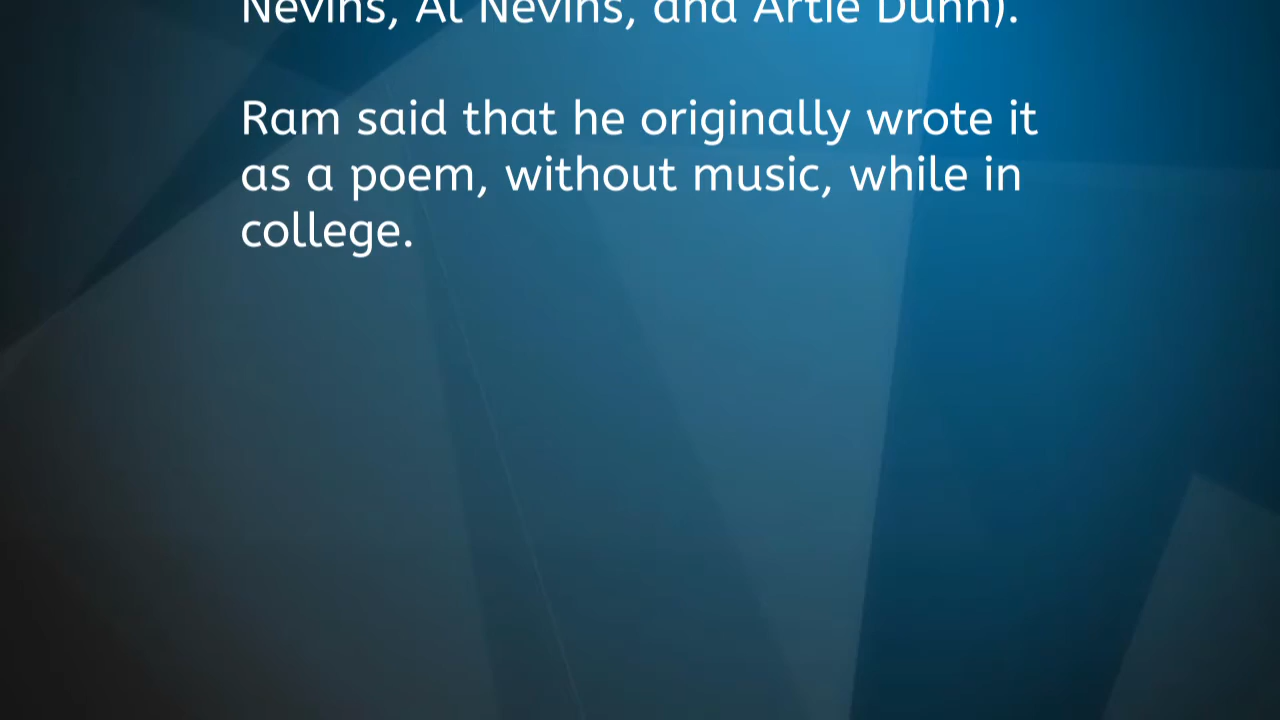 Nevins, Al Nevins, and Artie Dunn).
Ram said that he originally wrote it
as a poem, without music, while in
college.